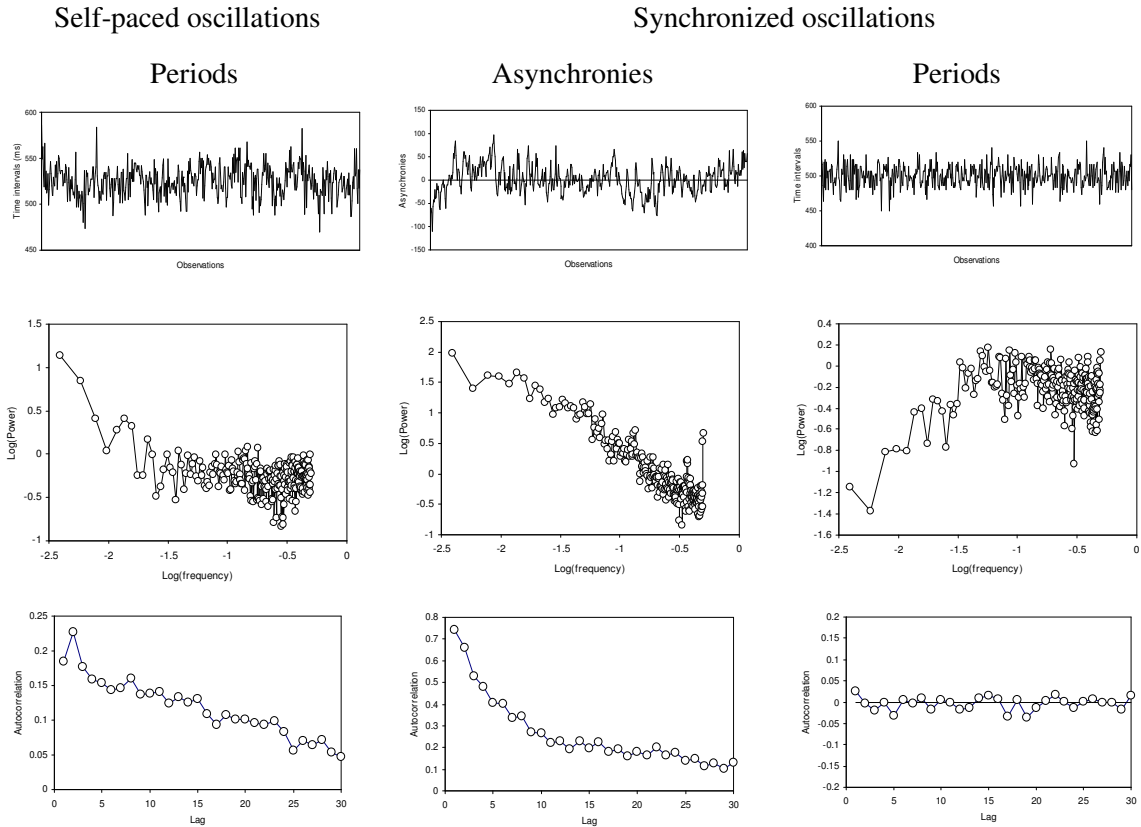 Self-paced oscillations
Synchronized oscillations
Periods
Asynchronies
Periods
600
550
500
450
Time intervals (ms)
Observations
150
100
50
0
-50
-100
-150
Asynchronies
Observations
600
550
500
450
400
Time intervals
Observations
1.5
1
0.5
0
-0.5
-1
Log(Power)
-2.5 -2 -1.5 -1 -0.5 0
Log(frequency)
2.5
2
1.5
1
0.5
0
-0.5
-1
Log(Power)
-2.5 -2 -1.5 -1 -0.5 0
Log(frequency)
0.4
0.2
0
-0.2
-0.4
-0.6
-0.8
-1
-1.2
-1.4
-1.6
Log(Power)
-2.5 -2 -1.5 -1 -0.5 0
Log(frequency)
0.25
0.2
0.15
0.1
0.05
0
Autocorrelation
0 5 10 15 20 25 30
Lag
0.8
0.7
0.6
0.5
0.4
0.3
0.2
0.1
0
Autocorrelation
0 5 10 15 20 25 30
Lag
0.2
0.15
0.1
0.05
0
-0.05
-0.1
-0.15
-0.2
Autocorrelation
0 5 10 15 20 25 30
Lag